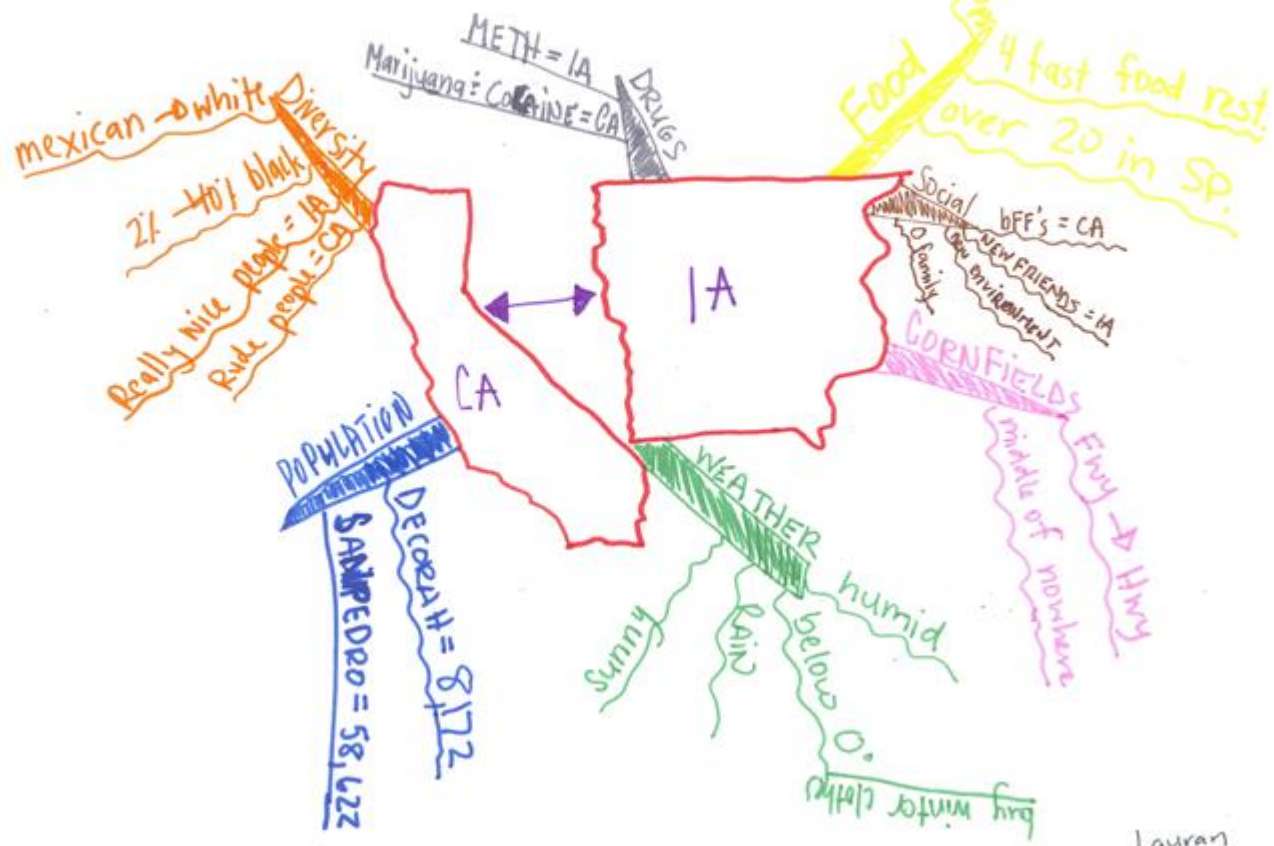 METH = IA
Marijuana : COCAINE = CA
DRUGS
Food
4 fast food rest.
over 20 in SP.
Diversity
mexican → white
2% → 40% black
Really nice people = IA
Rude people = CA
Social
bFF's = CA
NEW FRIENDS = IA
new environment
0 family
IA
CA
CORNFIELDS
FWY → HWY
middle of nowhere
POPULATION
DECORAH = 8,172
SANPEDRO = 58,622
WEATHER
humid
below 0°
buy winter clothes
RAIN
Sunny
Lauran